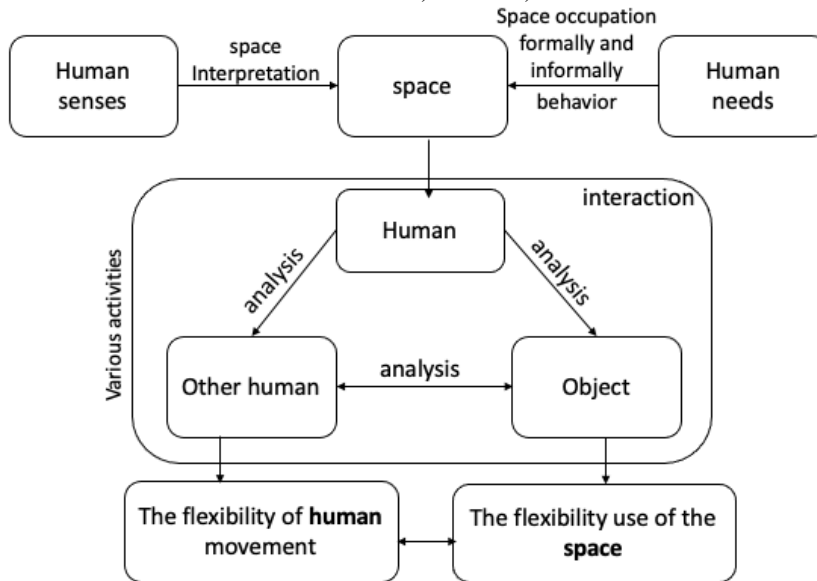 Space occupation
formally and
informally
behavior
space
Interpretation
Human
senses
space
Human
needs
interaction
Human
analysis
analysis
Various activities
Other human
analysis
Object
The flexibility of human
movement
The flexibility use of the
space